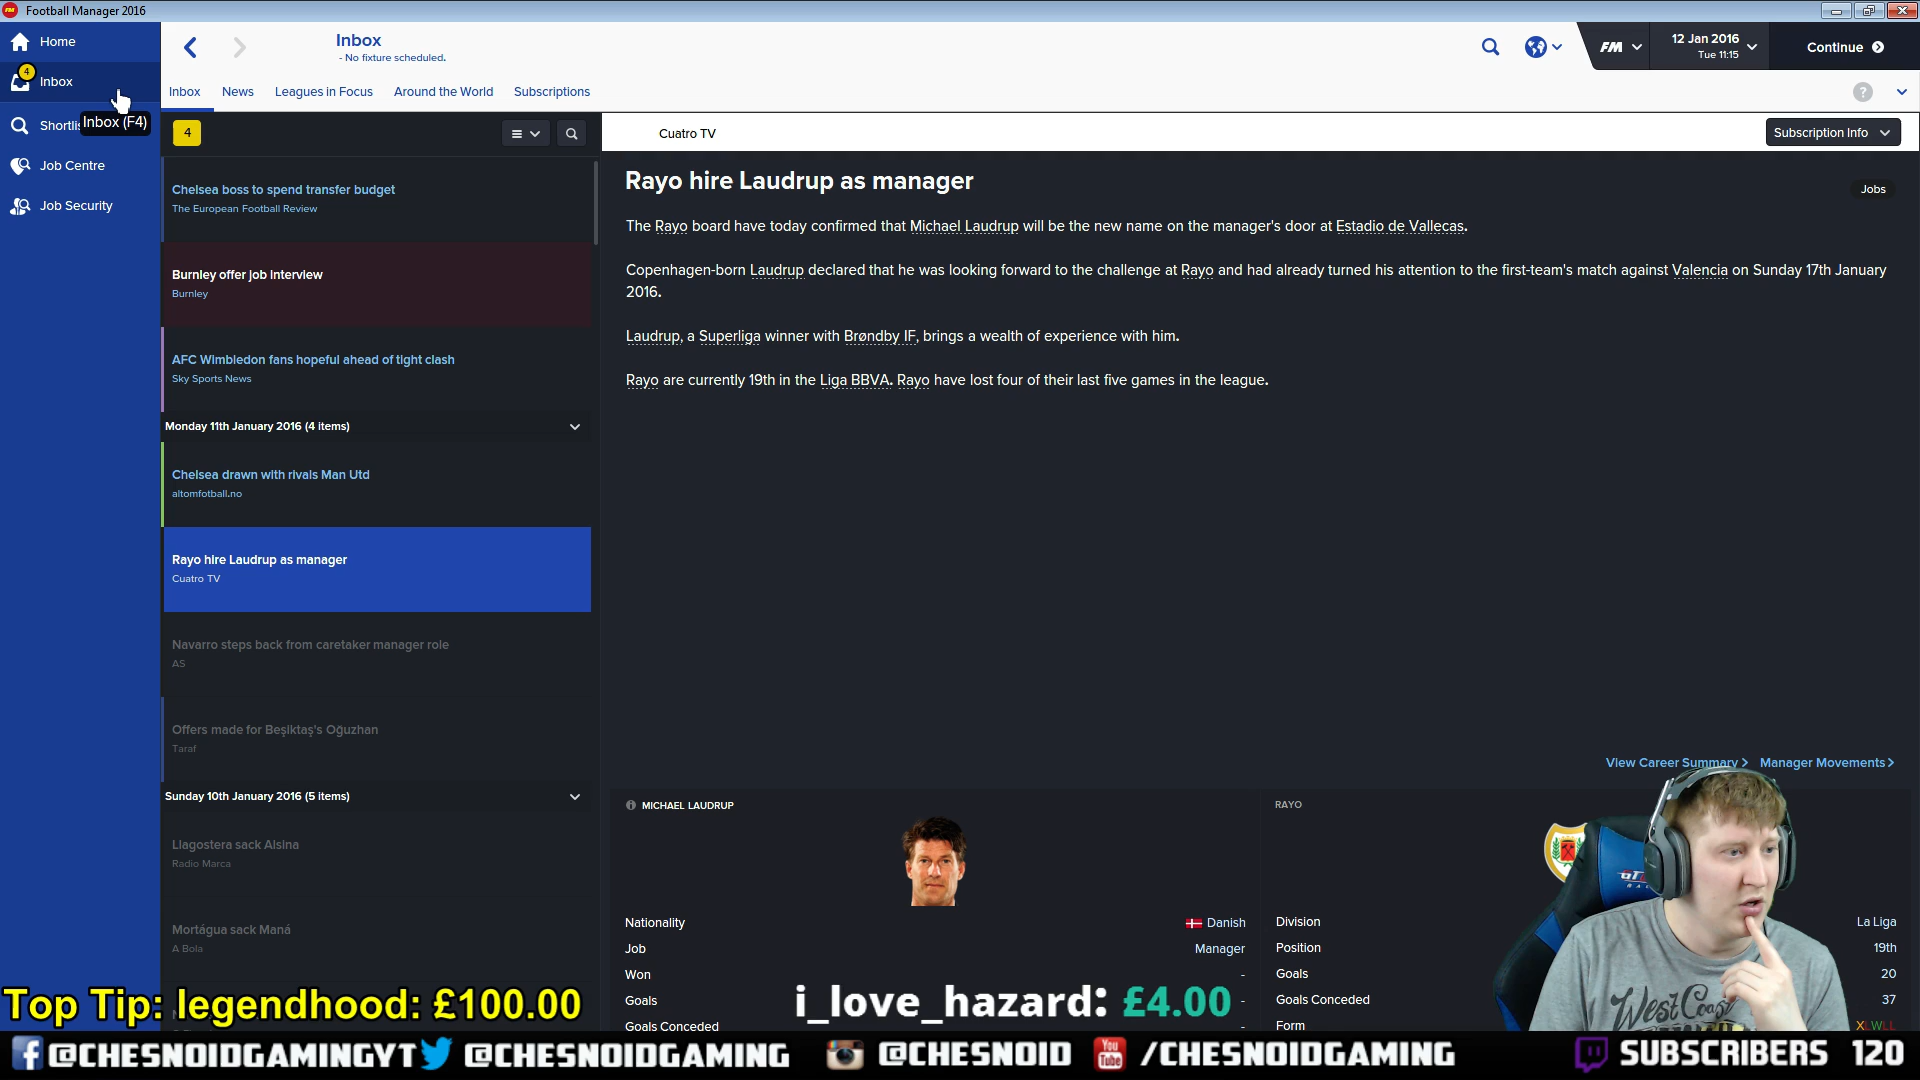 Football Manager 2016
Home
4
Inbox
Inbox (F4)
Shortli
Job Centre
Job Security
Inbox
- No fixture scheduled.
FM
12 Jan 2016
Tue 11:15
Continue
Inbox
News
Leagues in Focus
Around the World
Subscriptions
?
4
Cuatro TV
Subscription Info
Chelsea boss to spend transfer budget
The European Football Review
Burnley offer job interview
Burnley
AFC Wimbledon fans hopeful ahead of tight clash
Sky Sports News
Monday 11th January 2016 (4 items)
Chelsea drawn with rivals Man Utd
altomfotball.no
Rayo hire Laudrup as manager
Cuatro TV
Navarro steps back from caretaker manager role
AS
Offers made for Beşiktaş's Oğuzhan
Taraf
Sunday 10th January 2016 (5 items)
Llagostera sack Alsina
Radio Marca
Mortágua sack Maná
A Bola
Rayo hire Laudrup as manager
Jobs
The Rayo board have today confirmed that Michael Laudrup will be the new name on the manager's door at Estadio de Vallecas.
Copenhagen-born Laudrup declared that he was looking forward to the challenge at Rayo and had already turned his attention to the first-team's match against Valencia on Sunday 17th January
2016.
Laudrup, a Superliga winner with Brøndby IF, brings a wealth of experience with him.
Rayo are currently 19th in the Liga BBVA. Rayo have lost four of their last five games in the league.
View Career Summary >
Manager Movements >
MICHAEL LAUDRUP
Nationality
Danish
Job
Manager
Won
-
Goals
-
Goals Conceded
-
RAYO
Division
La Liga
Position
19th
Goals
20
Goals Conceded
37
Form
XLWLL
West Coast
Top Tip: legendhood: £100.00
i_love_hazard: £4.00
@CHESNOIDGAMINGYT
@CHESNOIDGAMING
@CHESNOID
You Tube
/CHESNOIDGAMING
SUBSCRIBERS 120